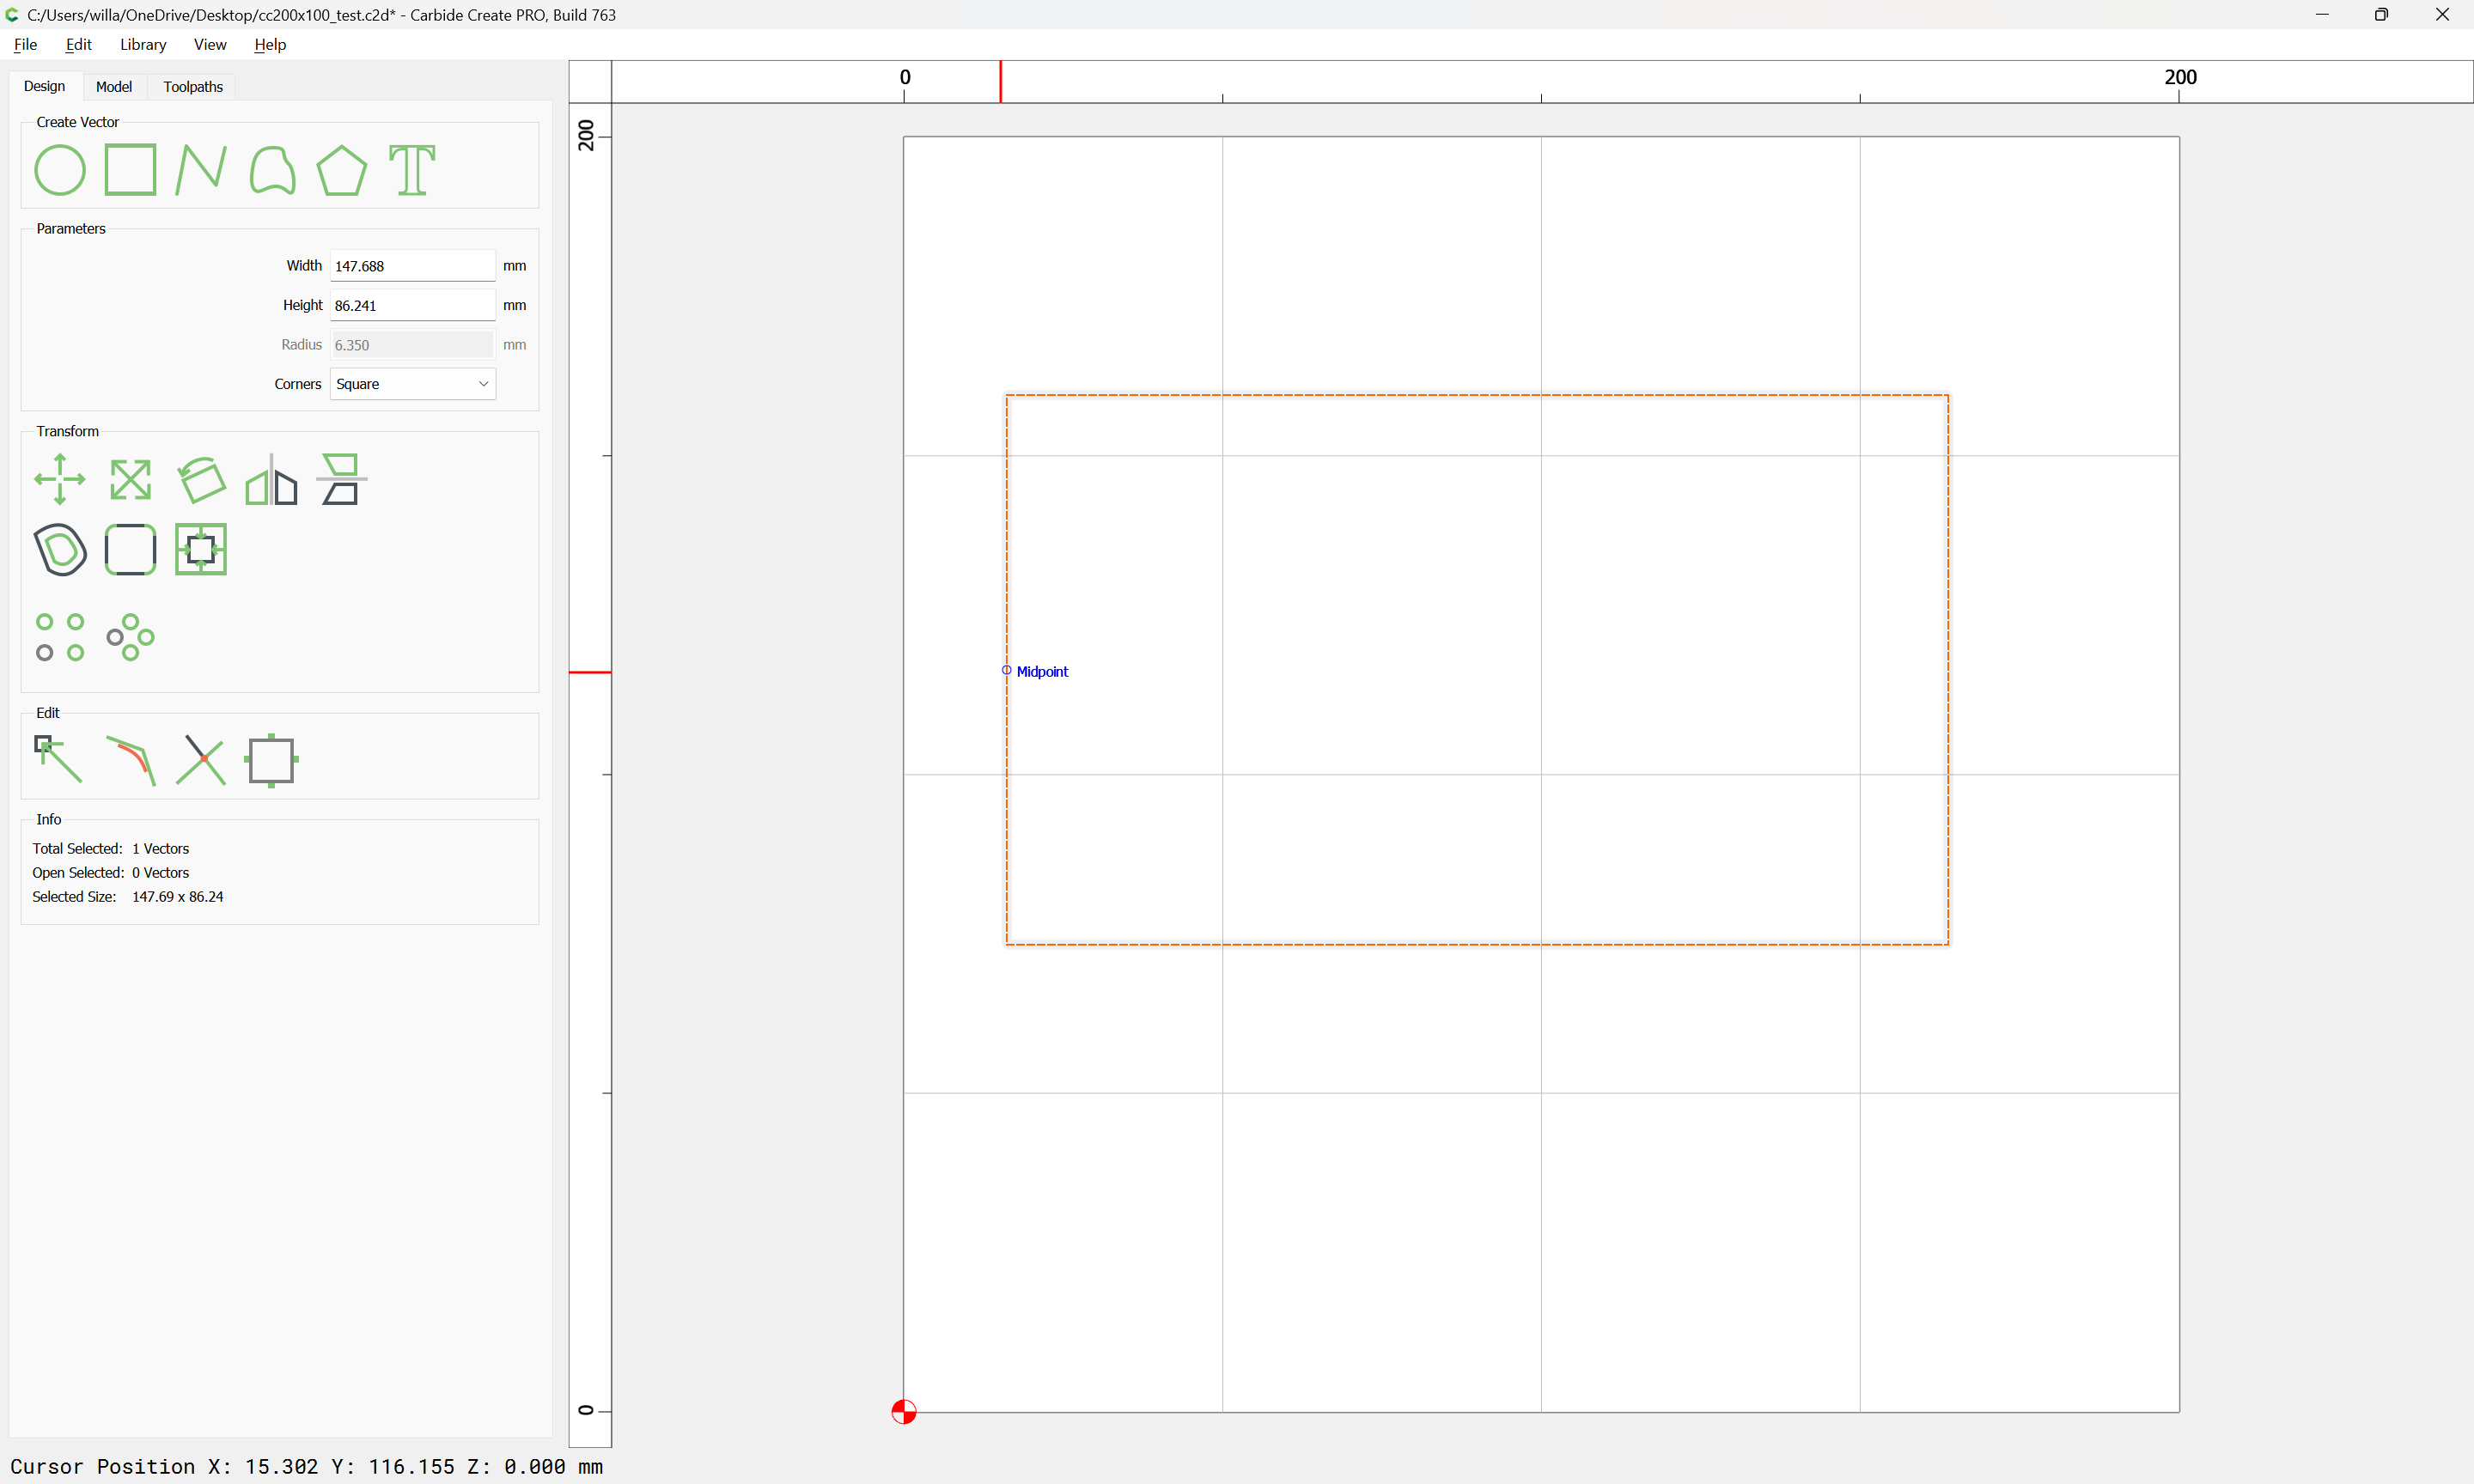 C:/Users/willa/OneDrive/Desktop/cc200x100_test.c2d* - Carbide Create PRO, Build 763
File Edit Library View Help
Design Model Toolpaths
Create Vector
Parameters
Width 147.688 mm
Height 86.241 mm
Radius 6.350 mm
Corners Square
Transform
Edit
Info
Total Selected: 1 Vectors
Open Selected: 0 Vectors
Selected Size: 147.69 x 86.24
0 200
200
Midpoint
0
Cursor Position X: 15.302 Y: 116.155 Z: 0.000 mm